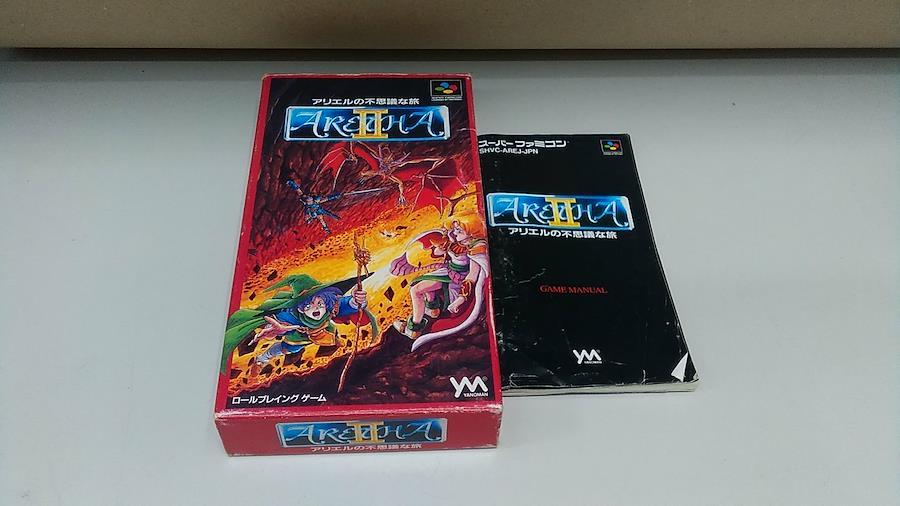 アリエルの不思議な旅
ARETHA II
YM
YANOMAN
ロールプレイング ゲーム
ARETHA II
アリエルの不思議な旅
スーパーファミコン
SHVC-AREJ-JPN
ARETHA II
アリエルの不思議な旅
GAME MANUAL
YM